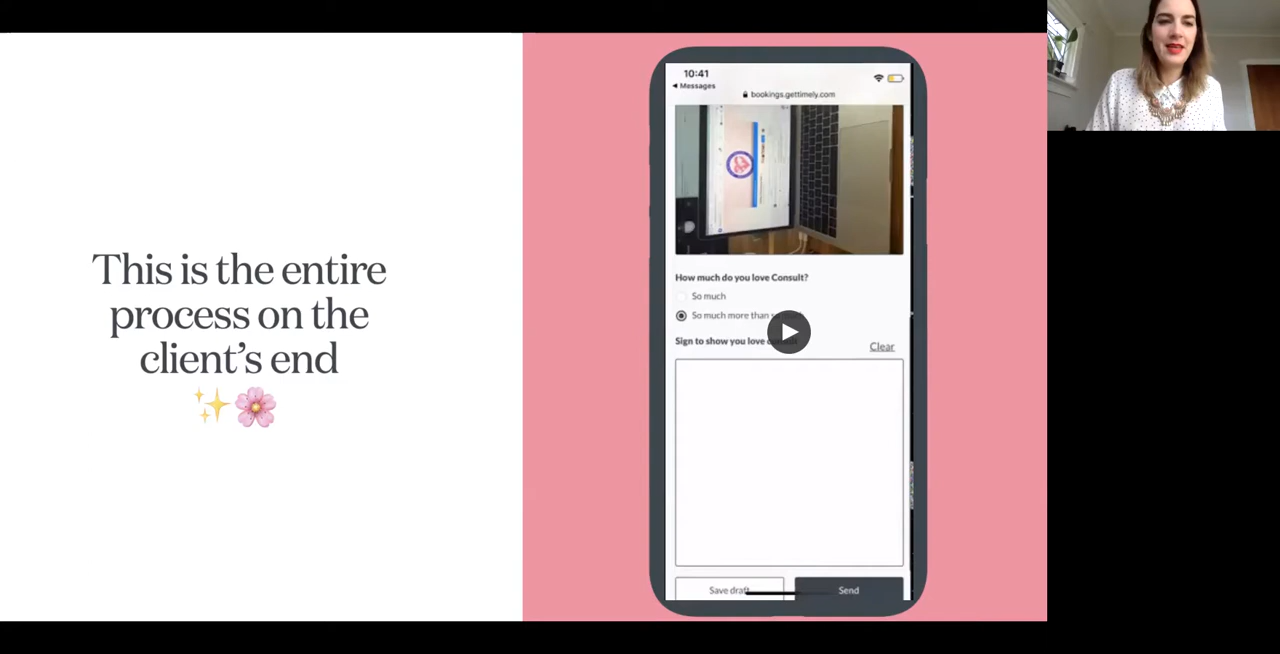 This is the entire
process on the
client's end
10:41
Messages
bookings.gettimely.com
How much do you love Consult?
So much
So much more than so
Sign to show you love
Clear
Save draft
Send